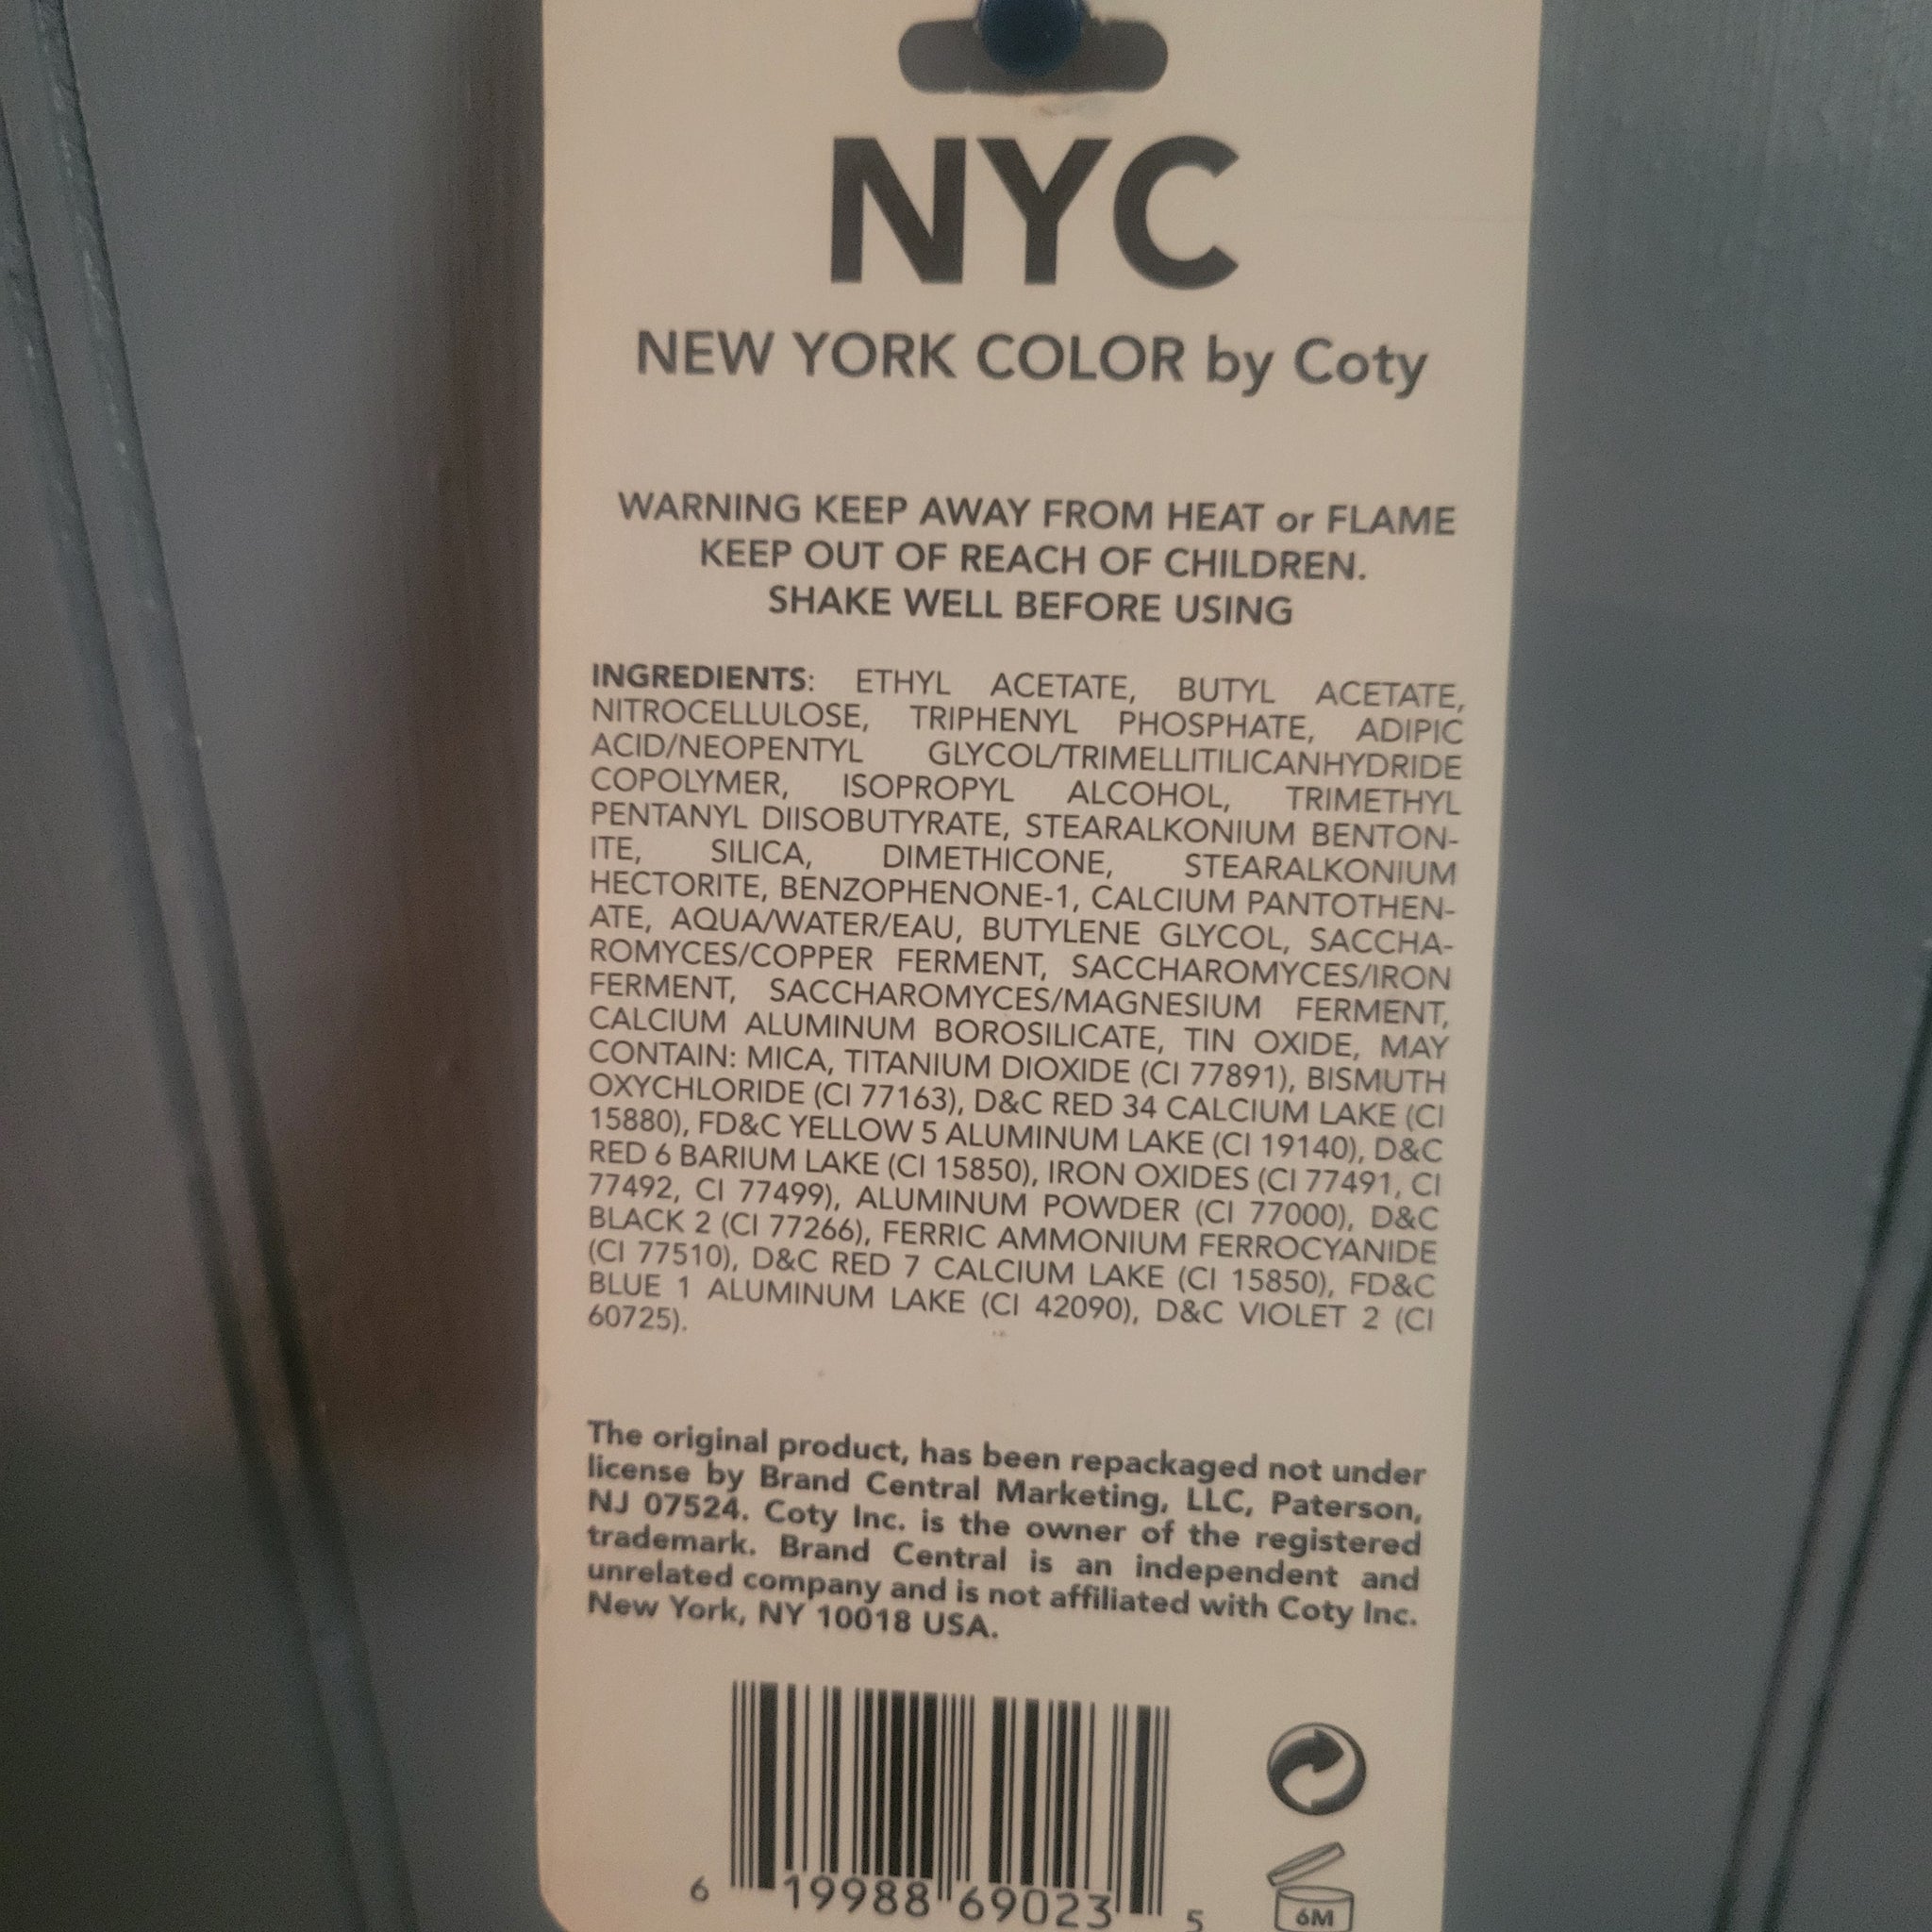 NYC
NEW YORK COLOR by Coty
WARNING KEEP AWAY FROM HEAT or FLAME
KEEP OUT OF REACH OF CHILDREN.
SHAKE WELL BEFORE USING
INGREDIENTS: ETHYL ACETATE, BUTYL ACETATE,
NITROCELLULOSE, TRIPHENYL PHOSPHATE, ADIPIC
ACID/NEOPENTYL GLYCOL/TRIMELLITILICANHYDRIDE
COPOLYMER, ISOPROPYL ALCOHOL, TRIMETHYL
PENTANYL DIISOBUTYRATE, STEARALKONIUM BENTON-
ITE, SILICA, DIMETHICONE, STEARALKONIUM
HECTORITE, BENZOPHENONE-1, CALCIUM PANTOTHEN-
ATE, AQUA/WATER/EAU, BUTYLENE GLYCOL, SACCHA-
ROMYCES/COPPER FERMENT, SACCHAROMYCES/IRON
FERMENT, SACCHAROMYCES/MAGNESIUM FERMENT,
CALCIUM ALUMINUM BOROSILICATE, TIN OXIDE, MAY
CONTAIN: MICA, TITANIUM DIOXIDE (CI 77891), BISMUTH
OXYCHLORIDE (CI 77163), D&C RED 34 CALCIUM LAKE (CI
15880), FD&C YELLOW 5 ALUMINUM LAKE (CI 19140), D&C
RED 6 BARIUM LAKE (CI 15850), IRON OXIDES (CI 77491, CI
77492, CI 77499), ALUMINUM POWDER (CI 77000), D&C
BLACK 2 (CI 77266), FERRIC AMMONIUM FERROCYANIDE
(CI 77510), D&C RED 7 CALCIUM LAKE (CI 15850), FD&C
BLUE 1 ALUMINUM LAKE (CI 42090), D&C VIOLET 2 (CI
60725).
The original product, has been repackaged not under
license by Brand Central Marketing, LLC, Paterson,
NJ 07524. Coty Inc. is the owner of the registered
trademark. Brand Central is an independent and
unrelated company and is not affiliated with Coty Inc.
New York, NY 10018 USA.
6 19988 69023 5
6M